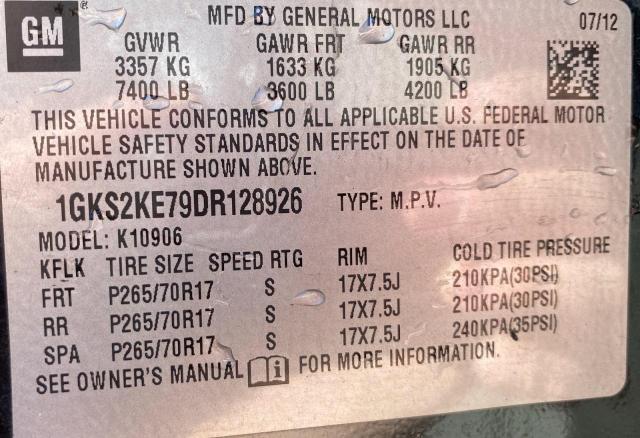 GM ®
MFD BY GENERAL MOTORS LLC 07/12
GVWR GAWR FRT GAWR RR
3357 KG 1633 KG 1905 KG
7400 LB 3600 LB 4200 LB
THIS VEHICLE CONFORMS TO ALL APPLICABLE U.S. FEDERAL MOTOR
VEHICLE SAFETY STANDARDS IN EFFECT ON THE DATE OF
MANUFACTURE SHOWN ABOVE.
1GKS2KE79DR128926 TYPE: M.P.V.
MODEL: K10906
KFLK TIRE SIZE SPEED RTG RIM COLD TIRE PRESSURE
FRT P265/70R17 S 17X7.5J 210KPA(30PSI)
RR P265/70R17 S 17X7.5J 210KPA(30PSI)
SPA P265/70R17 S 17X7.5J 240KPA(35PSI)
SEE OWNER'S MANUAL FOR MORE INFORMATION.